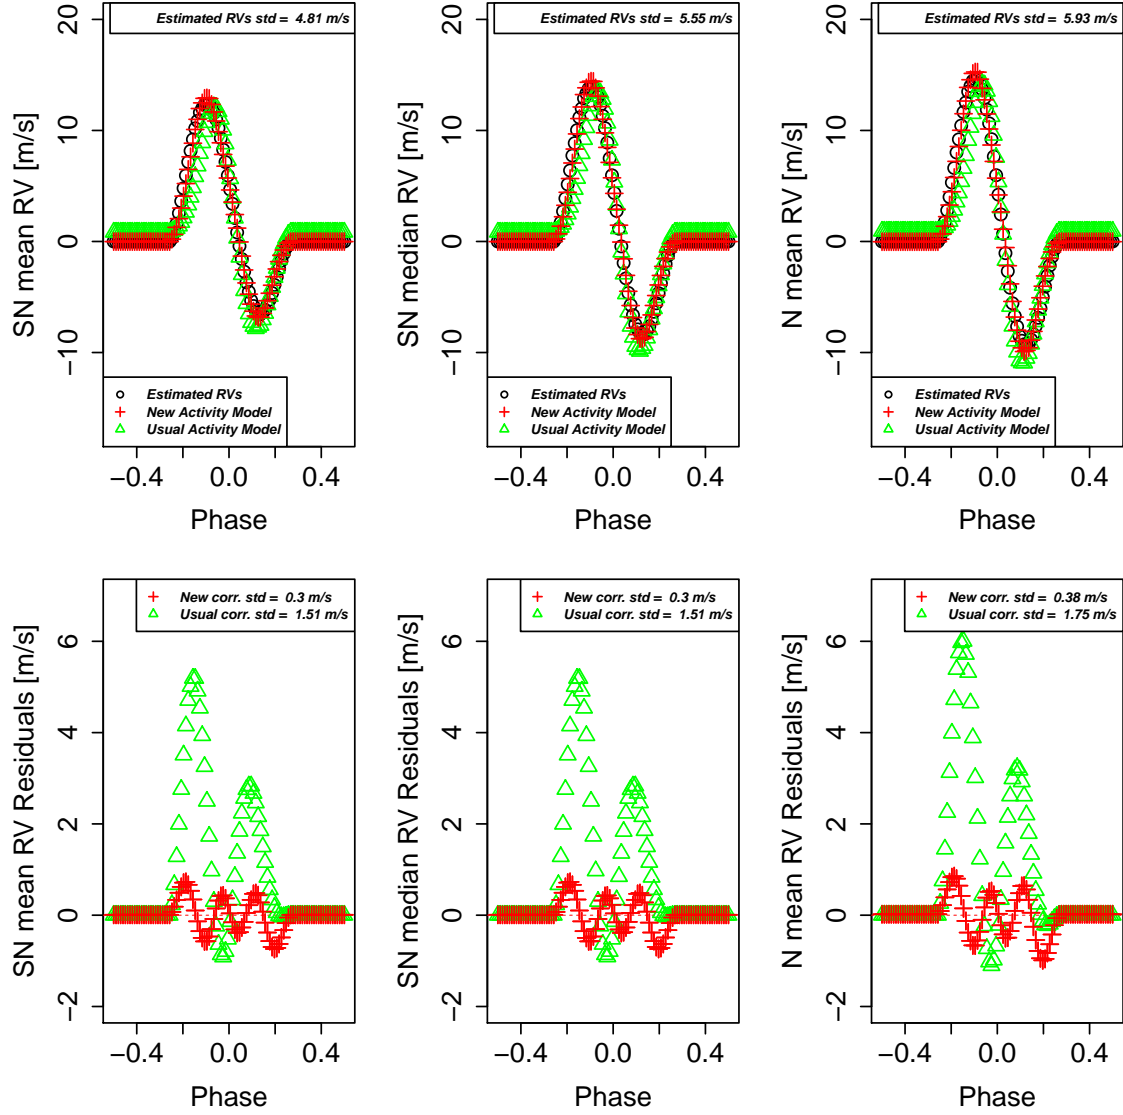 Estimated RVs std = 4.81 m/s
20
10
0
−10
SN mean RV [m/s]
Estimated RVs
New Activity Model
Usual Activity Model
−0.4
0.0
0.4
Phase
Estimated RVs std = 5.55 m/s
20
10
0
−10
SN median RV [m/s]
Estimated RVs
New Activity Model
Usual Activity Model
−0.4
0.0
0.4
Phase
Estimated RVs std = 5.93 m/s
20
10
0
−10
N mean RV [m/s]
Estimated RVs
New Activity Model
Usual Activity Model
−0.4
0.0
0.4
Phase
New corr. std = 0.3 m/s
Usual corr. std = 1.51 m/s
6
4
2
0
−2
SN mean RV Residuals [m/s]
−0.4
0.0
0.4
Phase
New corr. std = 0.3 m/s
Usual corr. std = 1.51 m/s
6
4
2
0
−2
SN median RV Residuals [m/s]
−0.4
0.0
0.4
Phase
New corr. std = 0.38 m/s
Usual corr. std = 1.75 m/s
6
4
2
0
−2
N mean RV Residuals [m/s]
−0.4
0.0
0.4
Phase